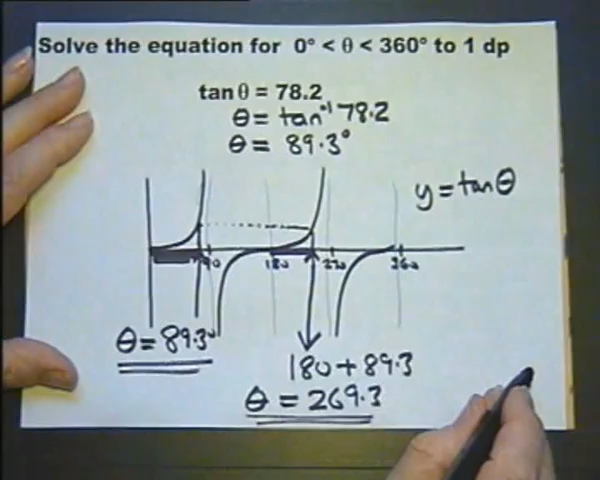 Solve the equation for 0° < θ < 360° to 1 dp
tan θ = 78.2
θ = tan⁻¹ 78.2
θ = 89.3°
y = tanθ
90 180 270 360
θ = 89.3°
180 + 89.3
θ = 269.3